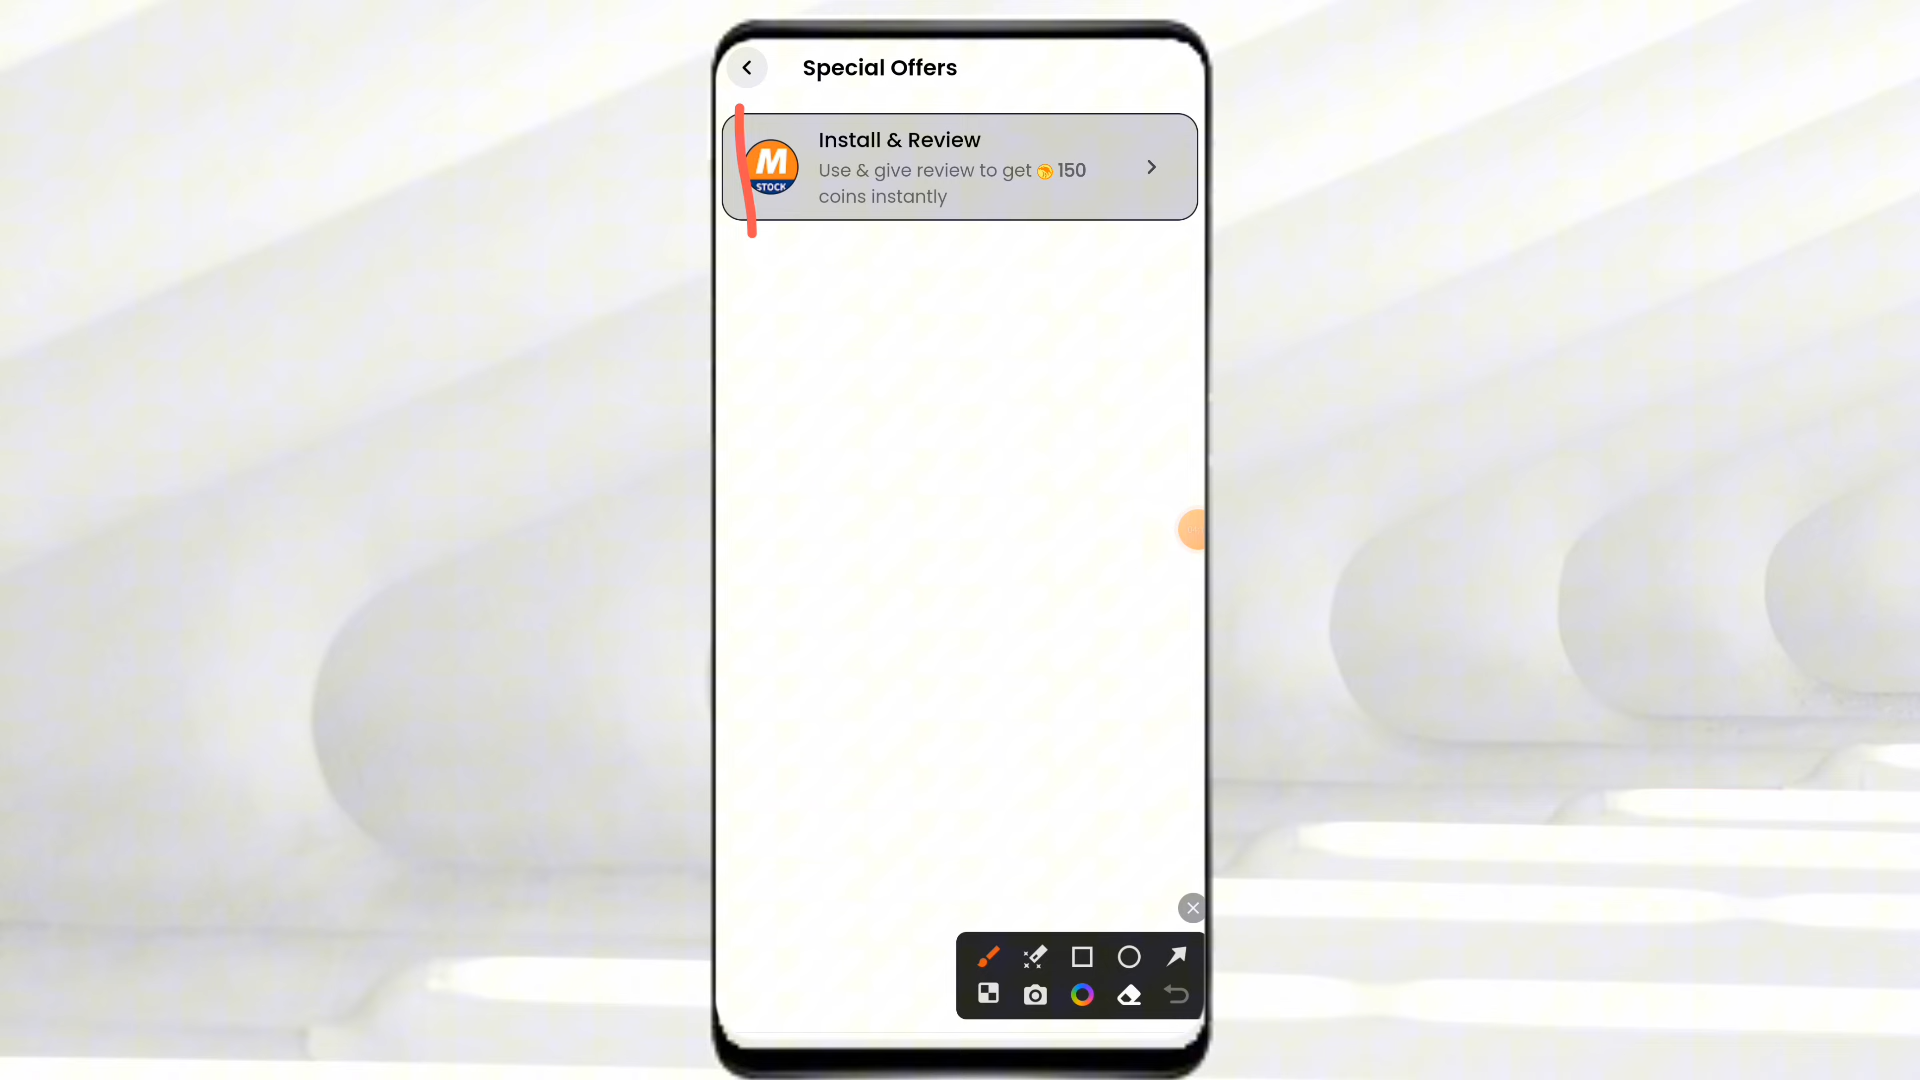 Special Offers
Install & Review
Use & give review to get 150
coins instantly
M
STOCK